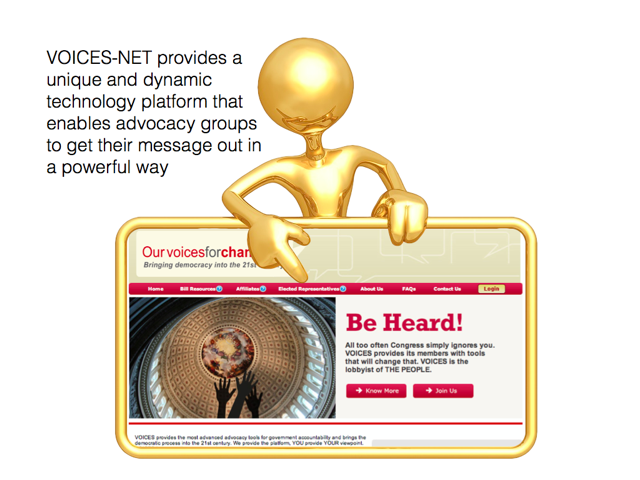 VOICES-NET provides a
unique and dynamic
technology platform that
enables advocacy groups
to get their message out in
a powerful way
Ourvoicesforchan
Bringing democracy into the 21st
Home Bill Resources Affiliates Elected Representatives About Us FAQs Contact Us Login
Be Heard!
All too often Congress simply ignores you.
VOICES provides its members with tools
that will change that. VOICES is the
lobbyist of THE PEOPLE.
Know More Join Us
VOICES provides the most advanced advocacy tools for government accountability and brings the
democratic process into the 21st century. We provide the platform, YOU provide YOUR viewpoint.